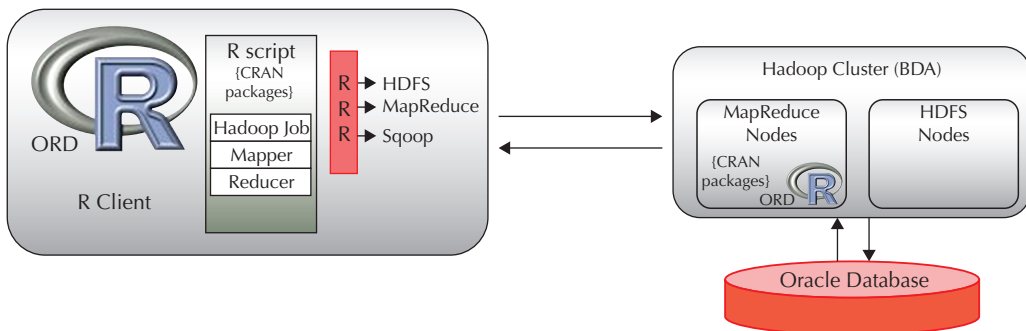 R
ORD
R Client
R script
{CRAN
packages}
Hadoop Job
Mapper
Reducer
R HDFS
R MapReduce
R Sqoop
Hadoop Cluster (BDA)
MapReduce
Nodes
{CRAN
packages}
R
ORD
HDFS
Nodes
Oracle Database